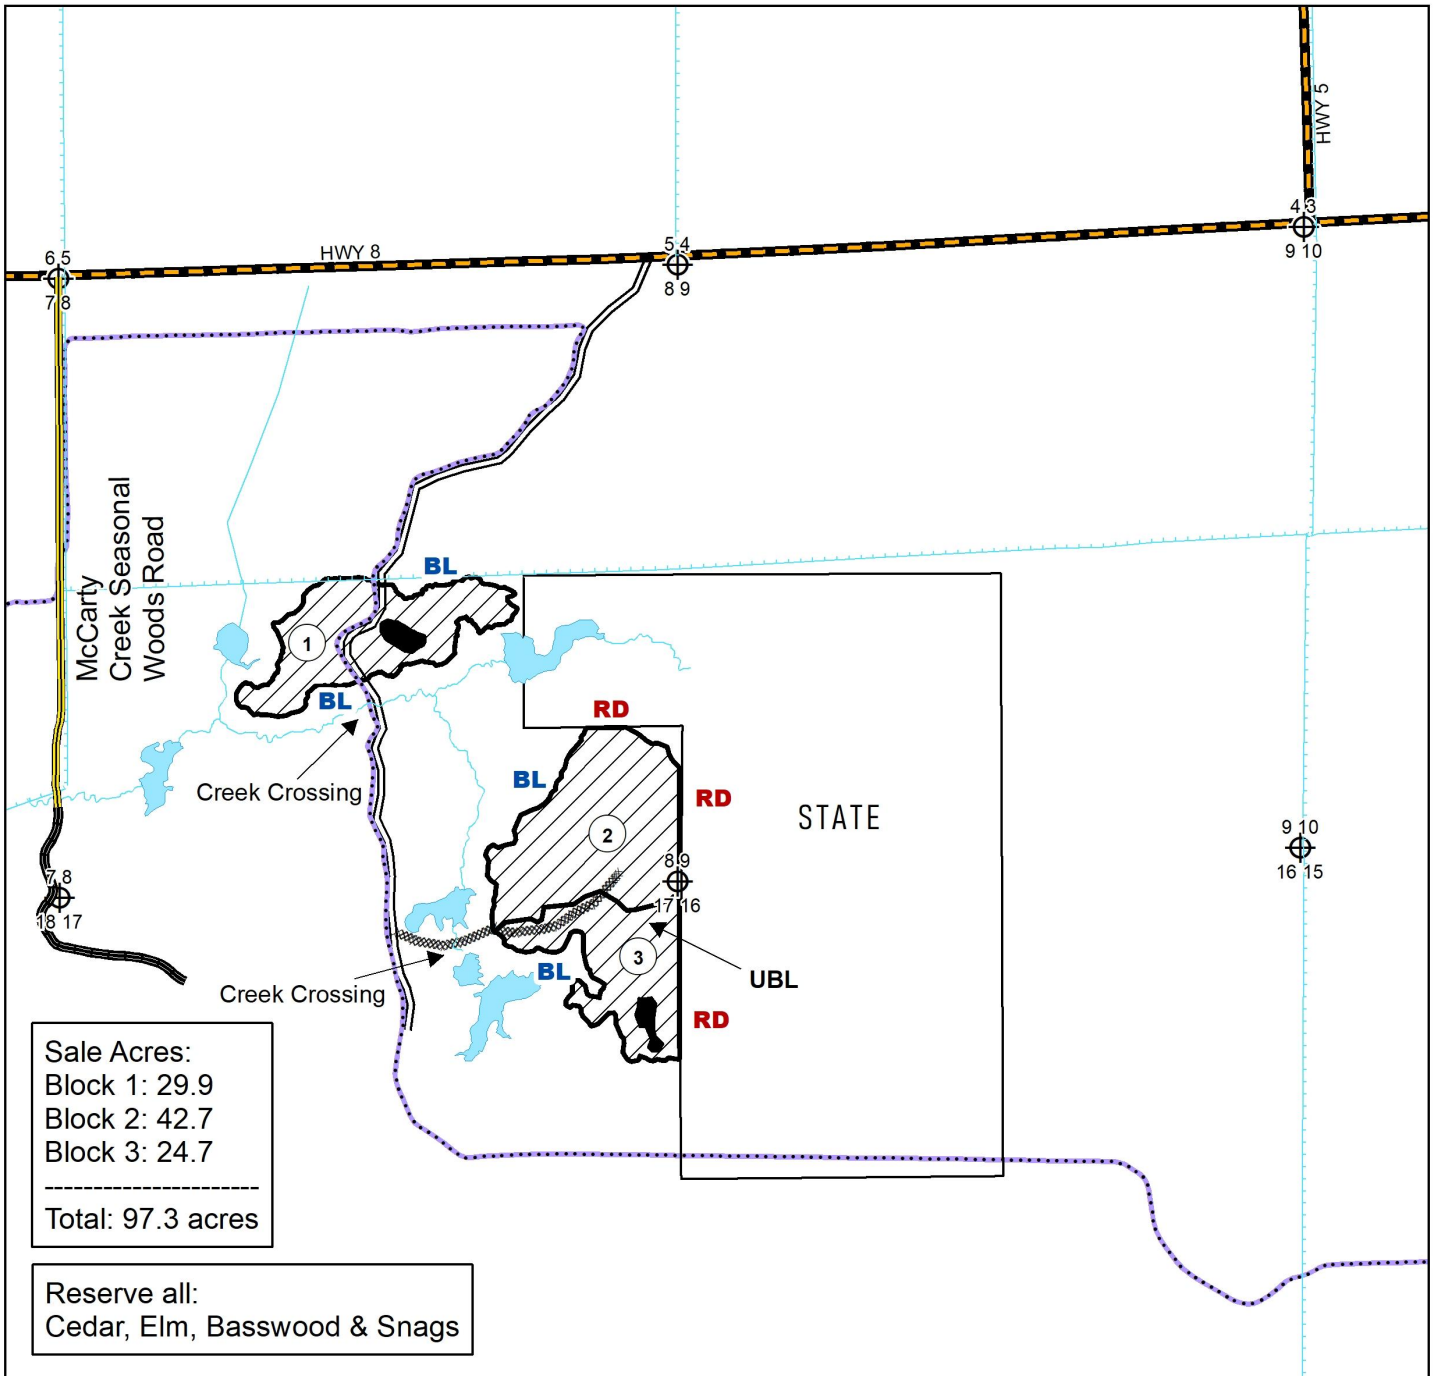 HWY 5
4 3
9 10
HWY 8
6 5
7 8
5 4
8 9
McCarty
Creek Seasonal
Woods Road
BL
1
BL
RD
BL
RD
Creek Crossing
STATE
2
8 9
17 16
9 10
16 15
7 8
18 17
3
BL
UBL
Creek Crossing
RD
Sale Acres:
Block 1: 29.9
Block 2: 42.7
Block 3: 24.7
----------------------
Total: 97.3 acres
Reserve all:
Cedar, Elm, Basswood & Snags